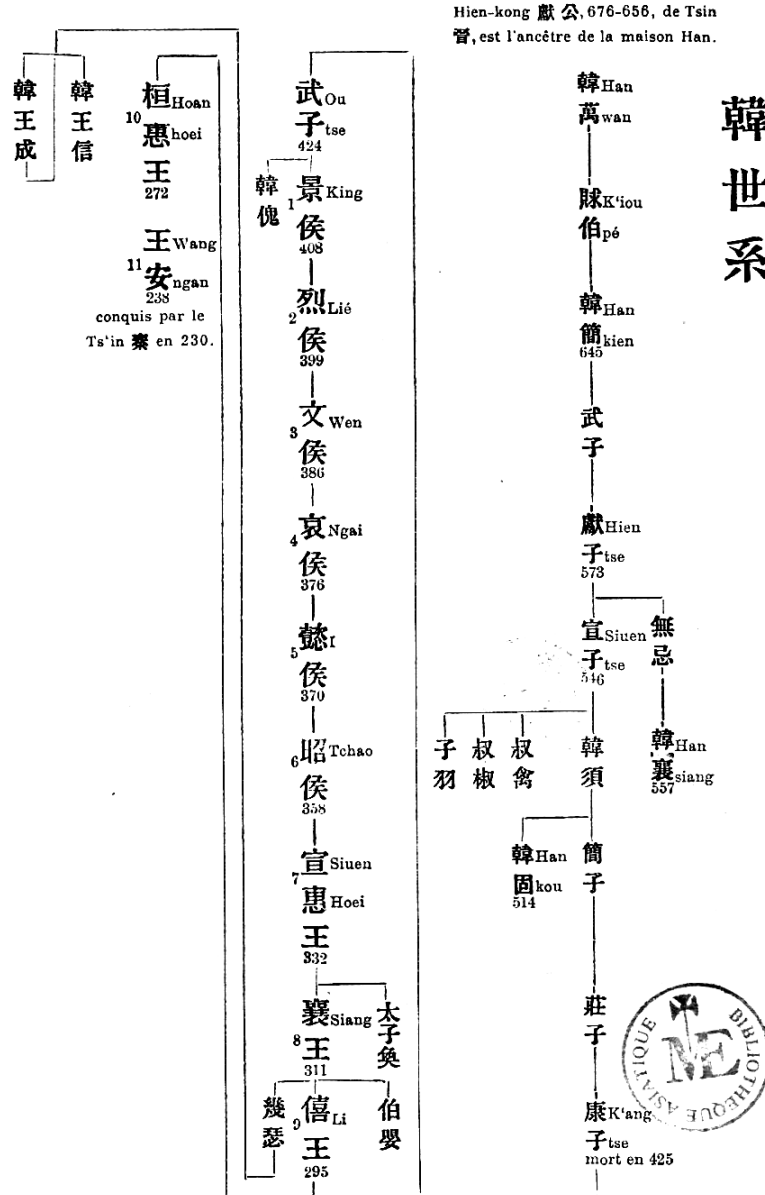 Hien-kong 獻公, 676-656, de Tsin
晉, est l'ancêtre de la maison Han.
韓世系
韓萬 Han wan
賕伯 K'iou pé
韓簡 Han kien
645
武子
獻子 Hien tse
573
宣子 Siuen tse
546
無忌
韓襄 Han siang
557
韓須
叔禽
叔椒
子羽
簡子
韓固 Han kou
514
莊子
康子 K'ang tse
mort en 425
武子 Ou tse
424
1 景侯 King
408
韓傀
2 烈侯 Lié
399
3 文侯 Wen
386
4 哀侯 Ngai
376
5 懿侯 I
370
6 昭侯 Tchao
358
7 宣惠王 Siuen Hoei
332
太子奐
8 襄王 Siang
311
伯嬰
9 僖王 Li
295
幾瑟
10 桓惠王 Hoan hoei
272
11 王安 Wang ngan
238
conquis par le
Ts'in 秦 en 230.
韓王信
韓王成
BIBLIOTHEQUE ASIATIQUE
ME